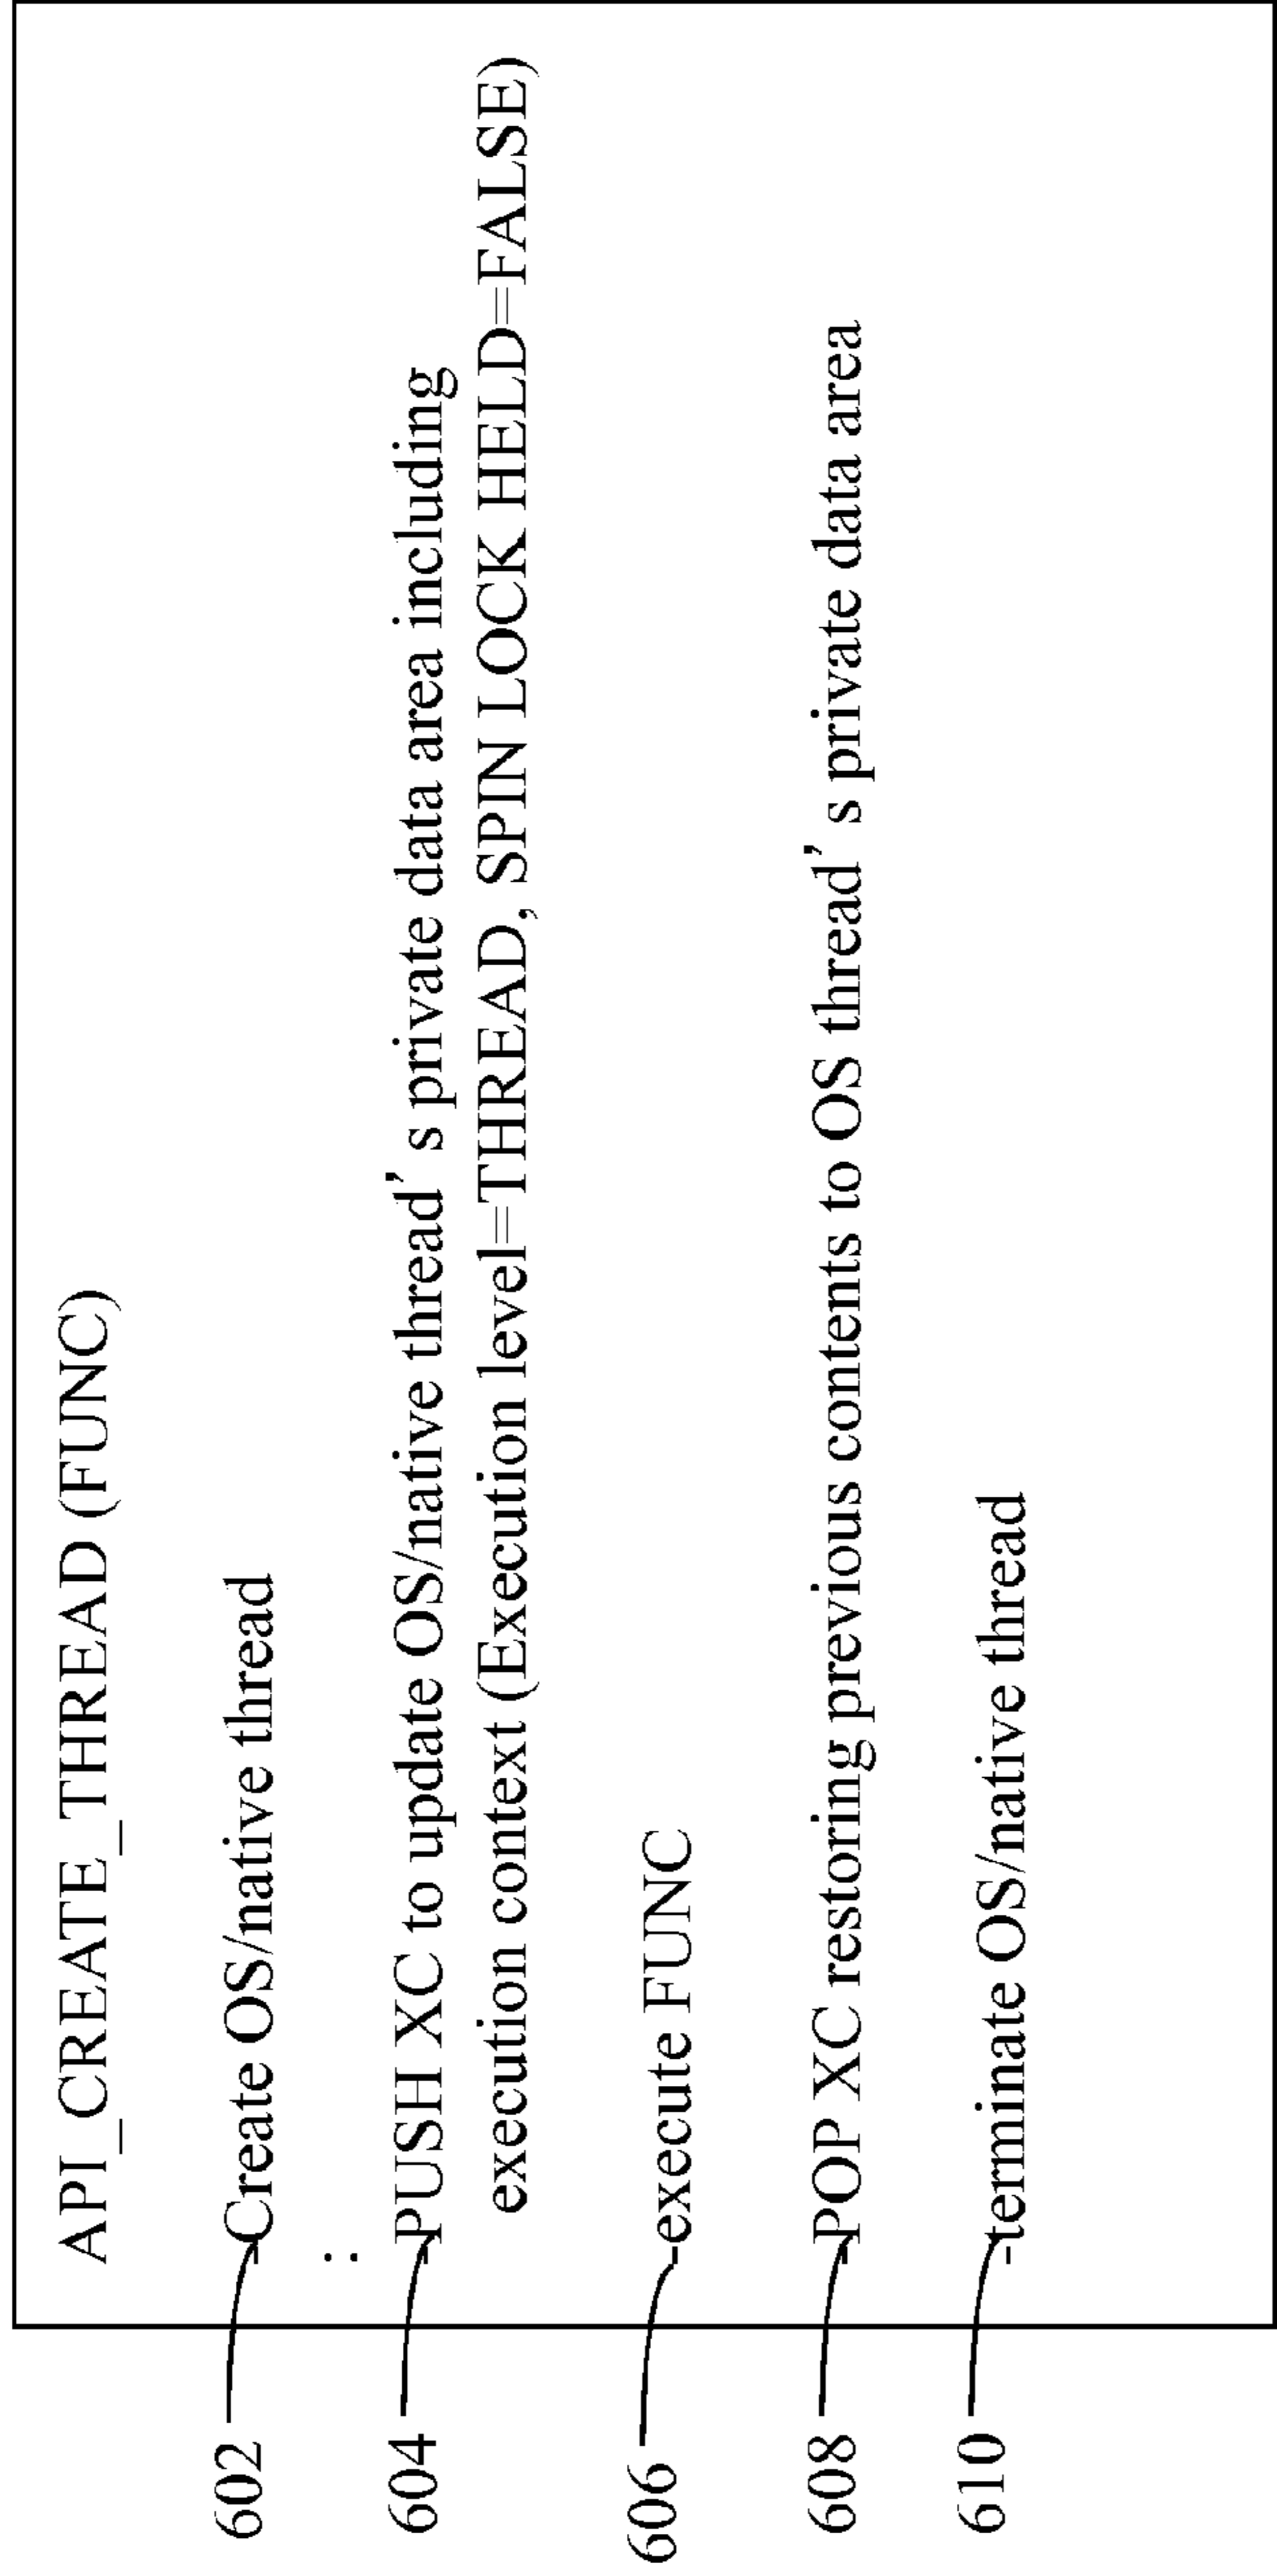 API_CREATE_THREAD (FUNC)
602 -Create OS/native thread
:
604 -PUSH XC to update OS/native thread's private data area including
execution context (Execution level=THREAD, SPIN LOCK HELD=FALSE)
606 -execute FUNC
608 -POP XC restoring previous contents to OS thread's private data area
610 -terminate OS/native thread